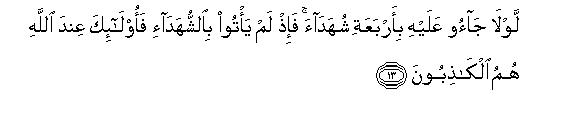 لَّوْلَا جَآءُو عَلَيْهِ بِأَرْبَعَةِ شُهَدَآءَ ۚ فَإِذْ لَمْ يَأْتُوا۟ بِٱلشُّهَدَآءِ فَأُو۟لَـٰٓئِكَ عِندَ ٱللَّهِ
هُمُ ٱلْكَـٰذِبُونَ ﴿١٣﴾